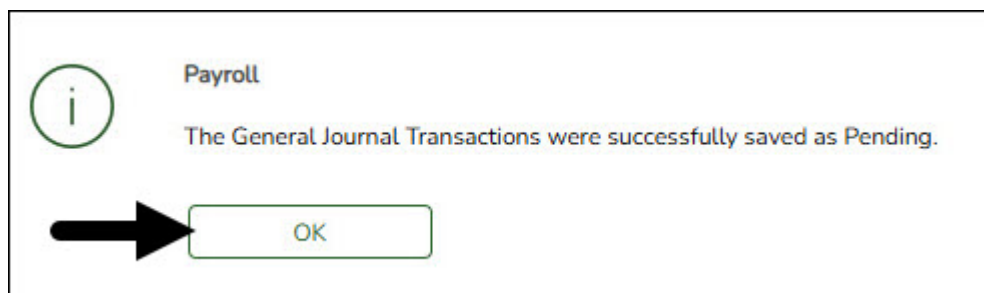 Payroll
The General Journal Transactions were successfully saved as Pending.
OK